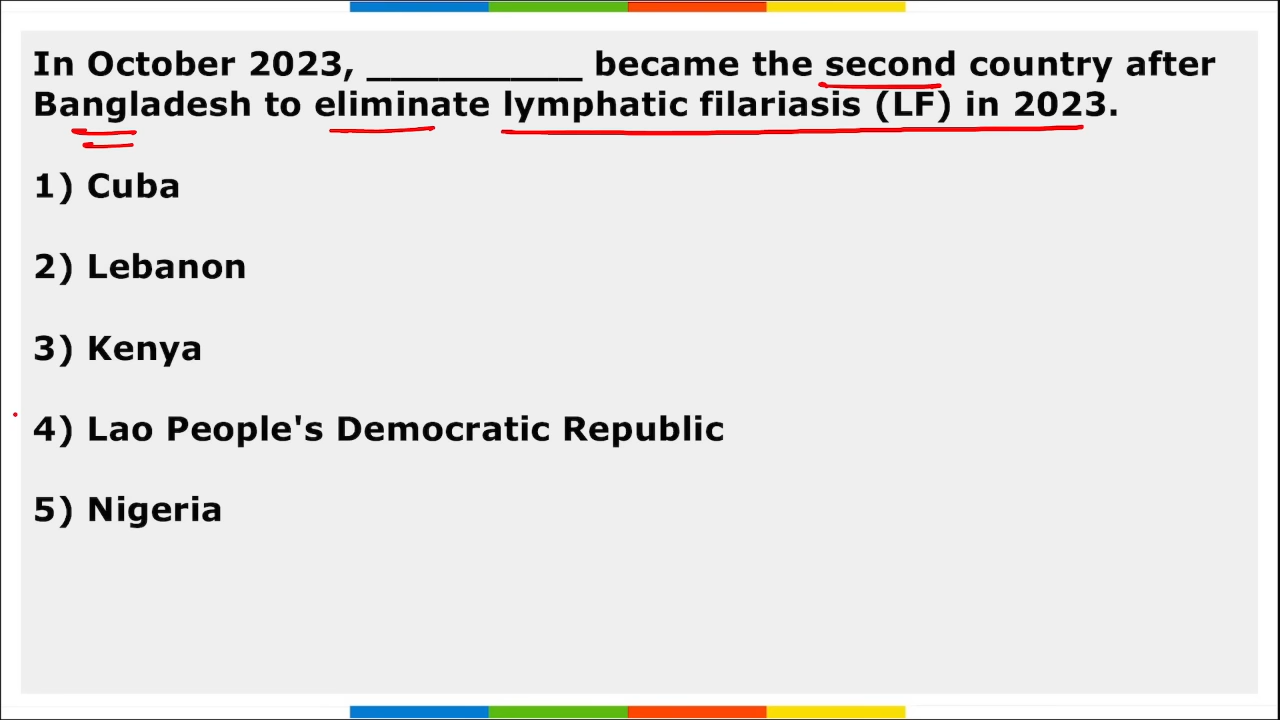 In October 2023, ____________ became the second country after
Bangladesh to eliminate lymphatic filariasis (LF) in 2023.
1) Cuba
2) Lebanon
3) Kenya
4) Lao People's Democratic Republic
5) Nigeria